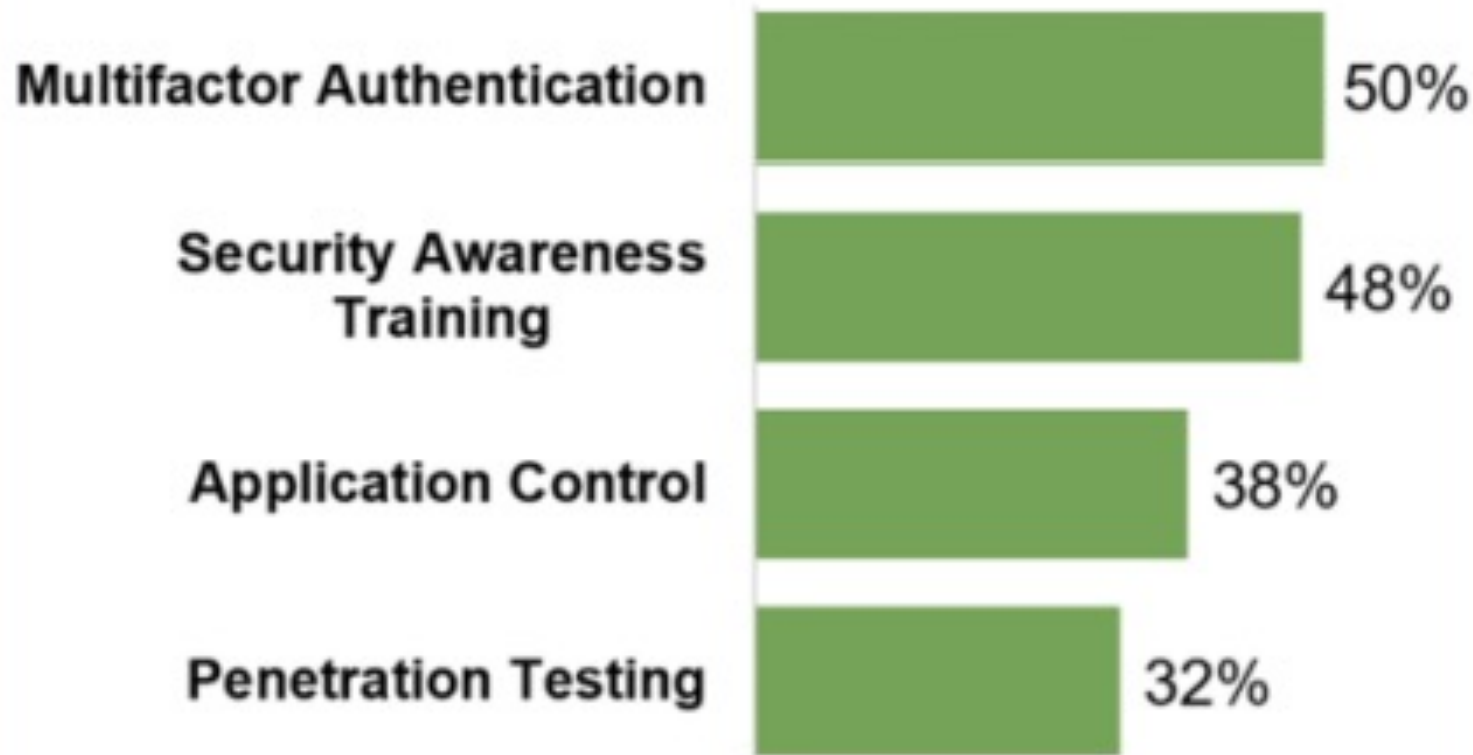 Multifactor Authentication 50%
Security Awareness
Training 48%
Application Control 38%
Penetration Testing 32%